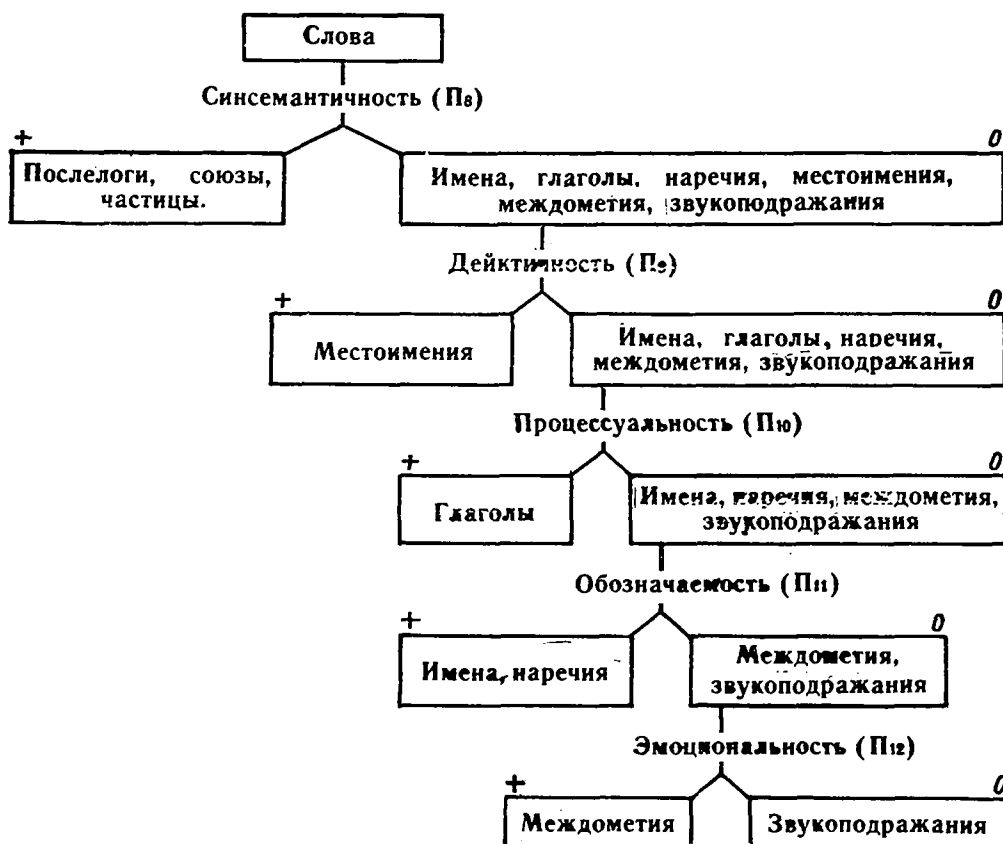 Слова
Синсемантичность (П8)
+ 0
Послелоги, союзы,
частицы.
Имена, глаголы. наречия, местоимения,
междометия, звукоподражания
Дейктичность (П9)
+ 0
Местоимения
Имена, глаголы, наречия,
междометия, звукоподражания
Процессуальность (П10)
+ 0
Глаголы
Имена, наречия, междометия,
звукоподражания
Обозначаемость (П11)
+ 0
Имена, наречия
Междометия,
звукоподражания
Эмоциональность (П12)
+ 0
Междометия
Звукоподражания